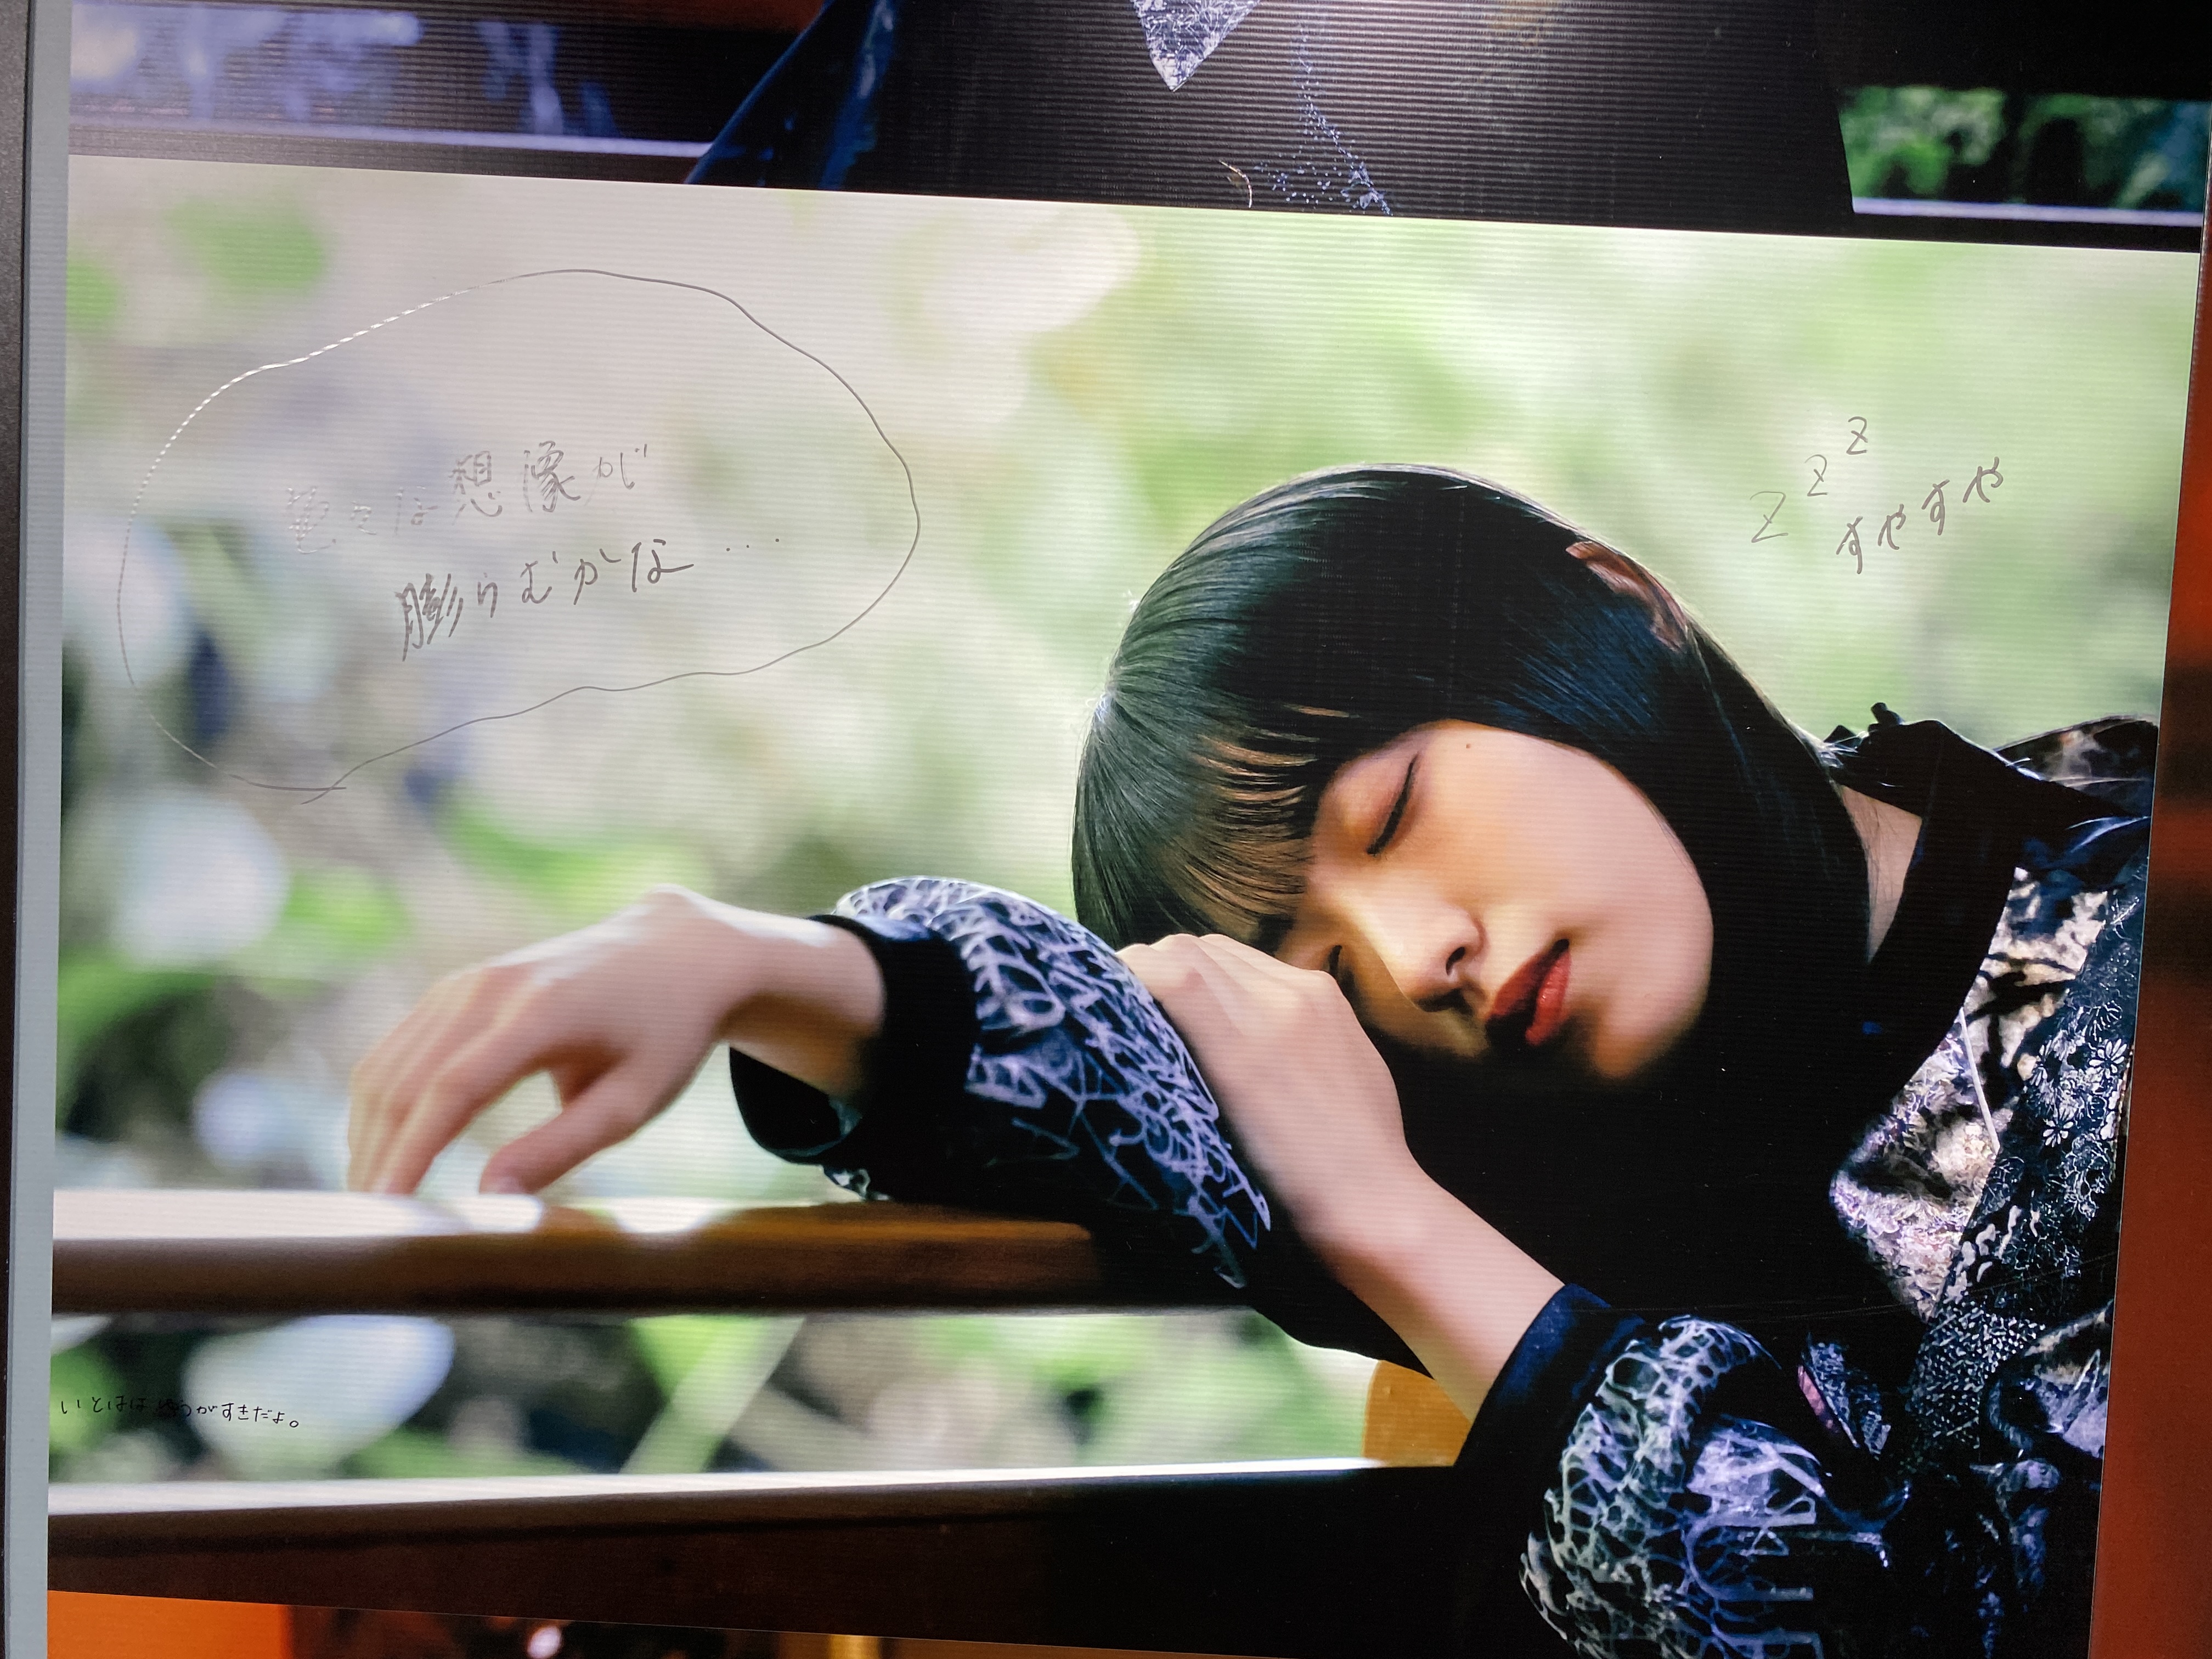 色々な想像が
膨らむかな…
z z z
すやすや
いとはは がすきだよ。